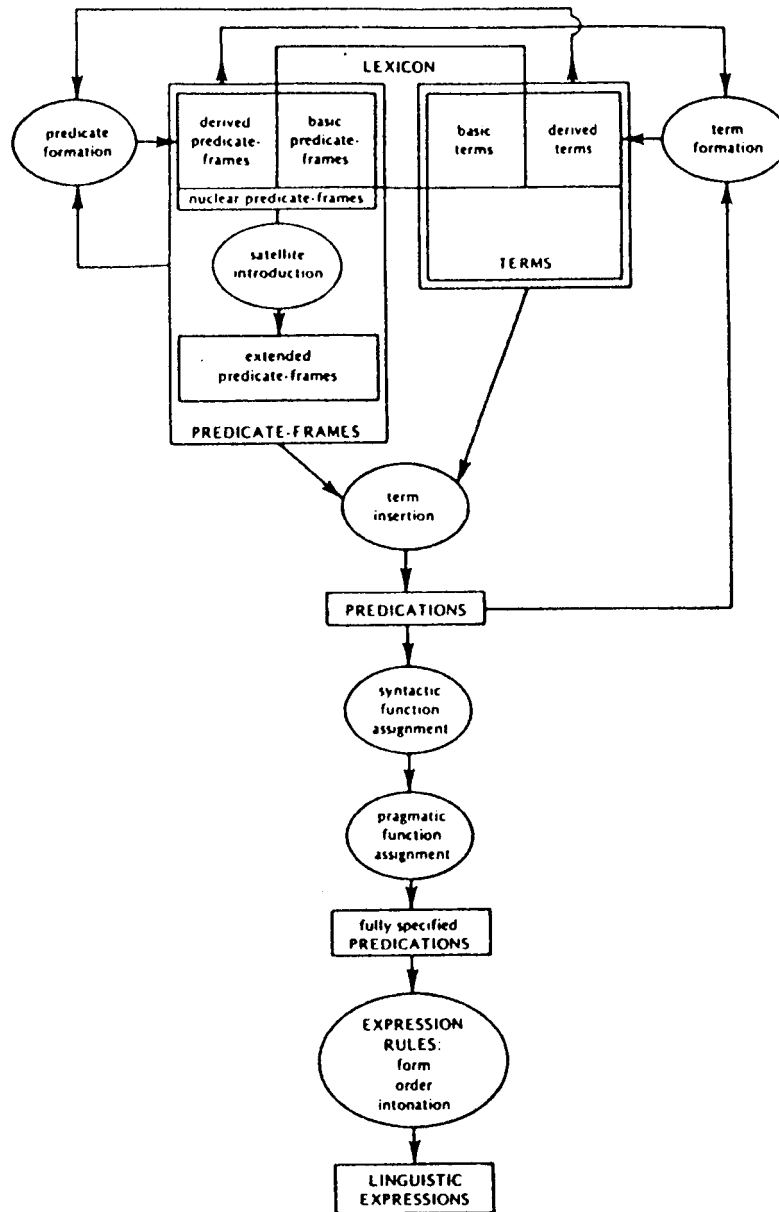 LEXICON
predicate
formation
derived
predicate-
frames
basic
predicate-
frames
nuclear predicate-frames
satellite
introduction
extended
predicate-frames
PREDICATE-FRAMES
basic
terms
derived
terms
TERMS
term
formation
term
insertion
PREDICATIONS
syntactic
function
assignment
pragmatic
function
assignment
fully specified
PREDICATIONS
EXPRESSION
RULES:
form
order
intonation
LINGUISTIC
EXPRESSIONS